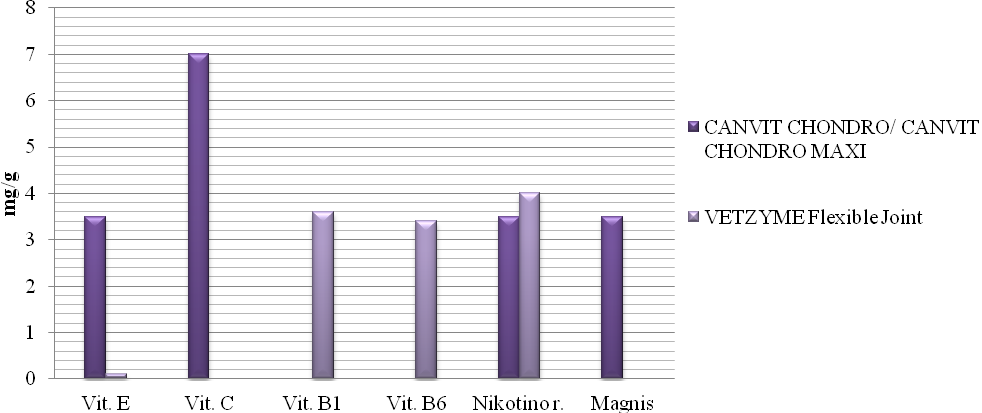 8
7
6
5
4
3
2
1
0
mg/g
Vit. E Vit. C Vit. B1 Vit. B6 Nikotino r. Magnis
CANVIT CHONDRO/ CANVIT
CHONDRO MAXI
VETZYME Flexible Joint